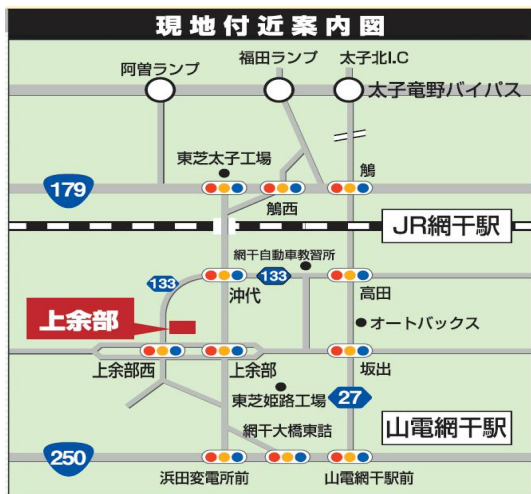 現地付近案内図
阿曽ランプ
福田ランプ
太子北I.C
太子竜野バイパス
東芝太子工場
179
鵤西
鵤
JR網干駅
網干自動車教習所
133
133
沖代
高田
上余部
オートバックス
上余部西
上余部
坂出
東芝姫路工場
27
網干大橋東詰
山電網干駅
250
浜田変電所前
山電網干駅前